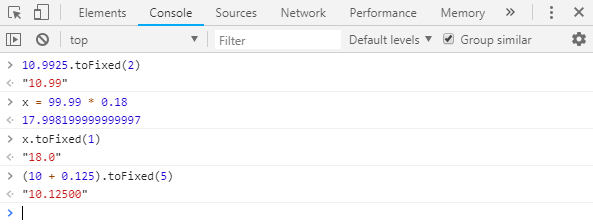 Elements Console Sources Network Performance Memory »
top Filter Default levels Group similar
> 10.9925.toFixed(2)
"10.99"
> x = 99.99 * 0.18
17.998199999999997
> x.toFixed(1)
"18.0"
> (10 + 0.125).toFixed(5)
"10.12500"
>